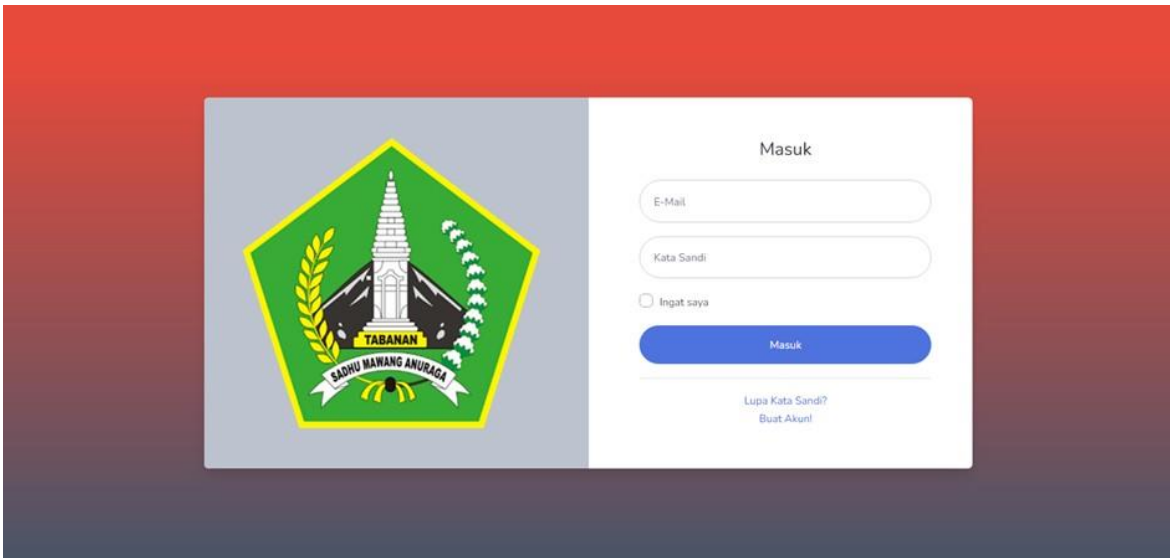 TABANAN
SADHU MAWANG ANURAGA
Masuk
E-Mail
Kata Sandi
Ingat saya
Masuk
Lupa Kata Sandi?
Buat Akun!